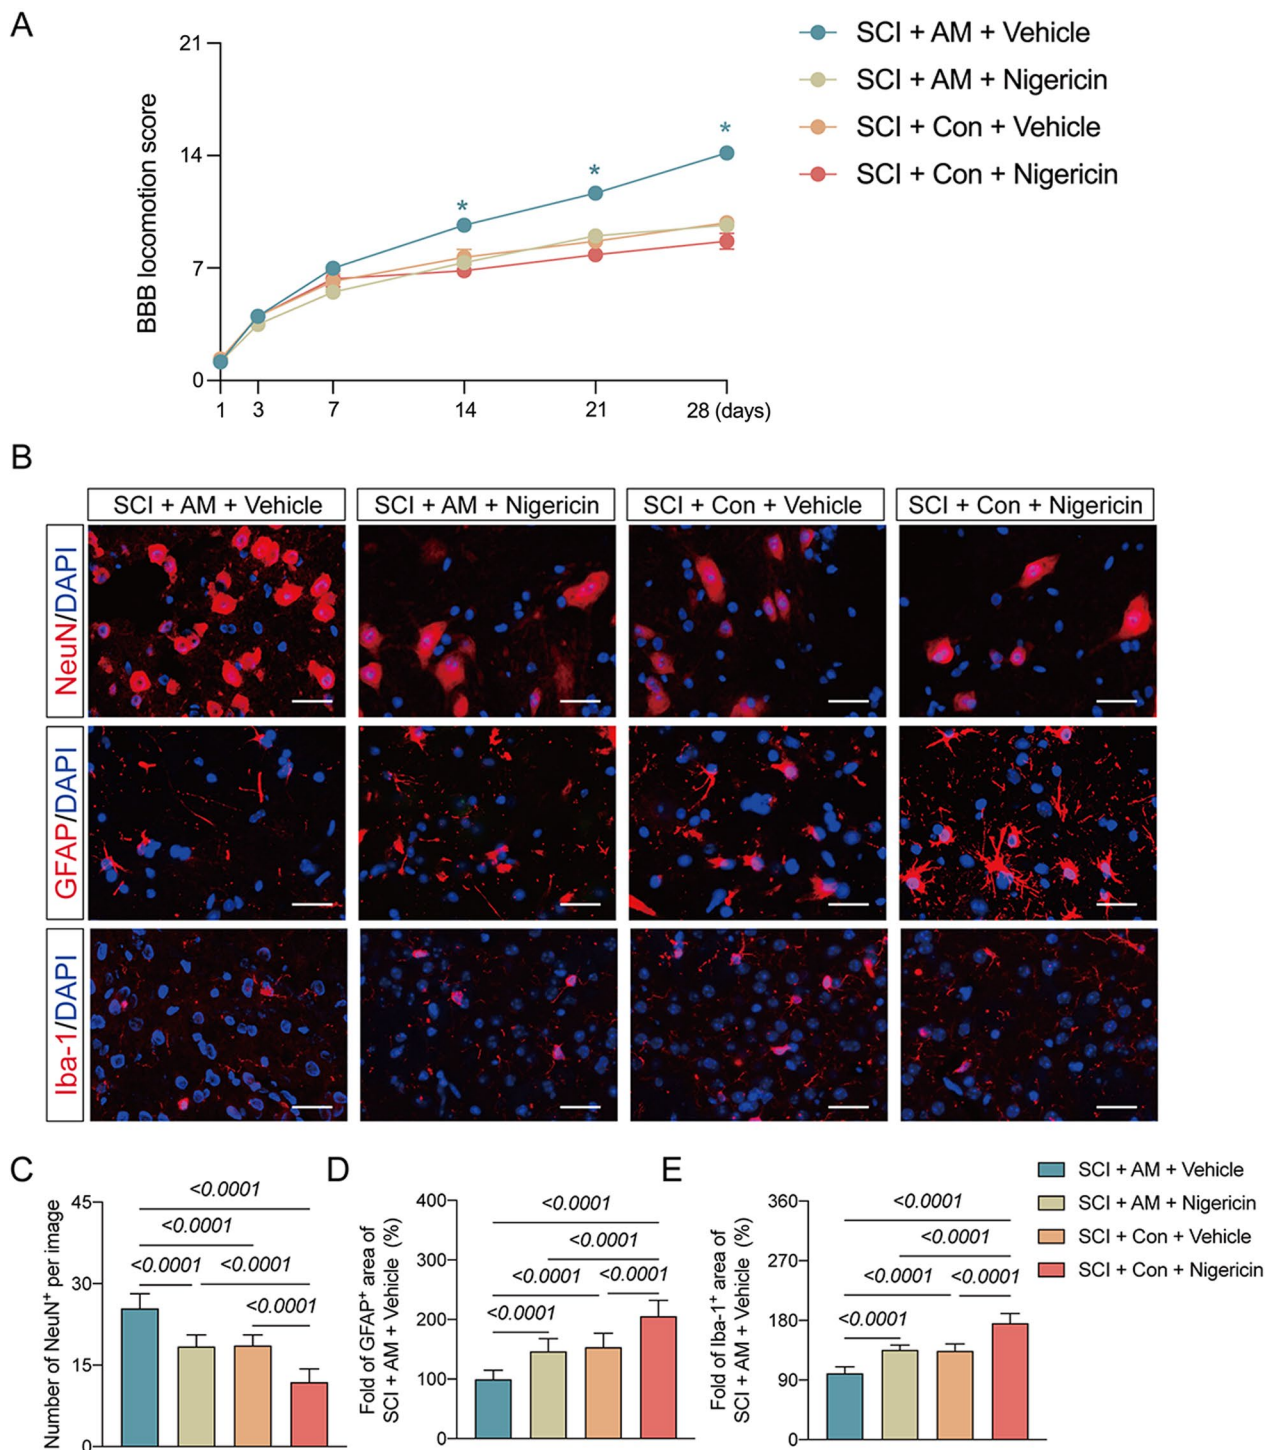 A
SCI + AM + Vehicle
SCI + AM + Nigericin
SCI + Con + Vehicle
SCI + Con + Nigericin
BBB locomotion score
21
14
7
0
*
*
*
1 3 7 14 21 28 (days)
B
SCI + AM + Vehicle
SCI + AM + Nigericin
SCI + Con + Vehicle
SCI + Con + Nigericin
NeuN/DAPI
GFAP/DAPI
Iba-1/DAPI
C
Number of NeuN⁺ per image
45
30
15
0
<0.0001
<0.0001
<0.0001 <0.0001
<0.0001
D
Fold of GFAP⁺ area of
SCI + AM + Vehicle (%)
400
300
200
100
0
<0.0001
<0.0001
<0.0001 <0.0001
<0.0001
E
Fold of Iba-1⁺ area of
SCI + AM + Vehicle (%)
360
270
180
90
0
<0.0001
<0.0001
<0.0001 <0.0001
<0.0001
SCI + AM + Vehicle
SCI + AM + Nigericin
SCI + Con + Vehicle
SCI + Con + Nigericin